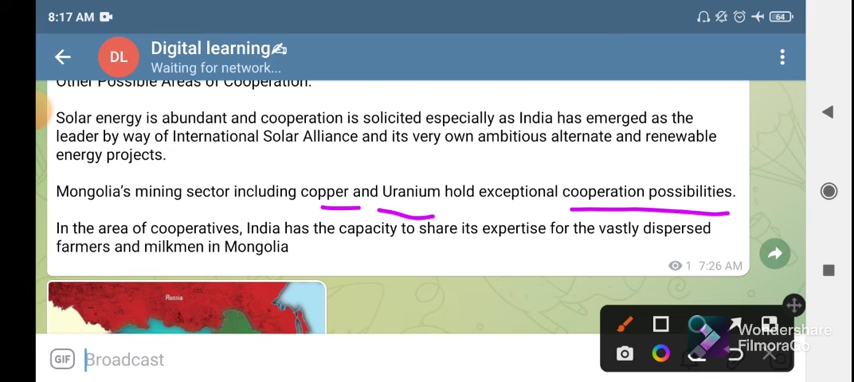 8:17 AM
64
DL
Digital learning✍
Waiting for network...
Other Possible Areas of Cooperation.
Solar energy is abundant and cooperation is solicited especially as India has emerged as the
leader by way of International Solar Alliance and its very own ambitious alternate and renewable
energy projects.
Mongolia's mining sector including copper and Uranium hold exceptional cooperation possibilities.
In the area of cooperatives, India has the capacity to share its expertise for the vastly dispersed
farmers and milkmen in Mongolia
1 7:26 AM
Russia
Wondershare
FilmoraGo
GIF Broadcast